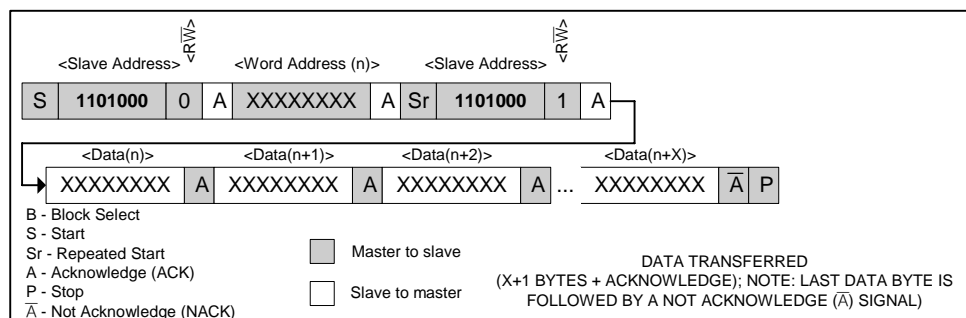 <RW̅>
<RW̅>
<Slave Address>
<Word Address (n)>
<Slave Address>
S 1101000 0 A XXXXXXXX A Sr 1101000 1 A
<Data(n)>
<Data(n+1)>
<Data(n+2)>
<Data(n+X)>
XXXXXXXX A XXXXXXXX A XXXXXXXX A ... XXXXXXXX A̅ P
B - Block Select
S - Start
Sr - Repeated Start
A - Acknowledge (ACK)
P - Stop
A̅ - Not Acknowledge (NACK)
Master to slave
Slave to master
DATA TRANSFERRED
(X+1 BYTES + ACKNOWLEDGE); NOTE: LAST DATA BYTE IS
FOLLOWED BY A NOT ACKNOWLEDGE (A̅) SIGNAL)